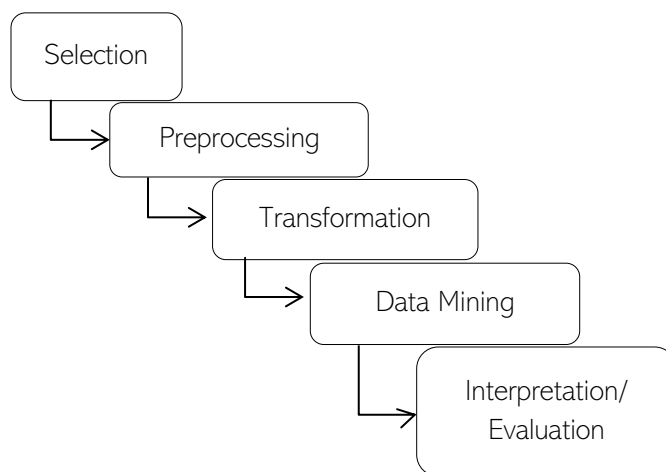 Selection
Preprocessing
Transformation
Data Mining
Interpretation/
Evaluation